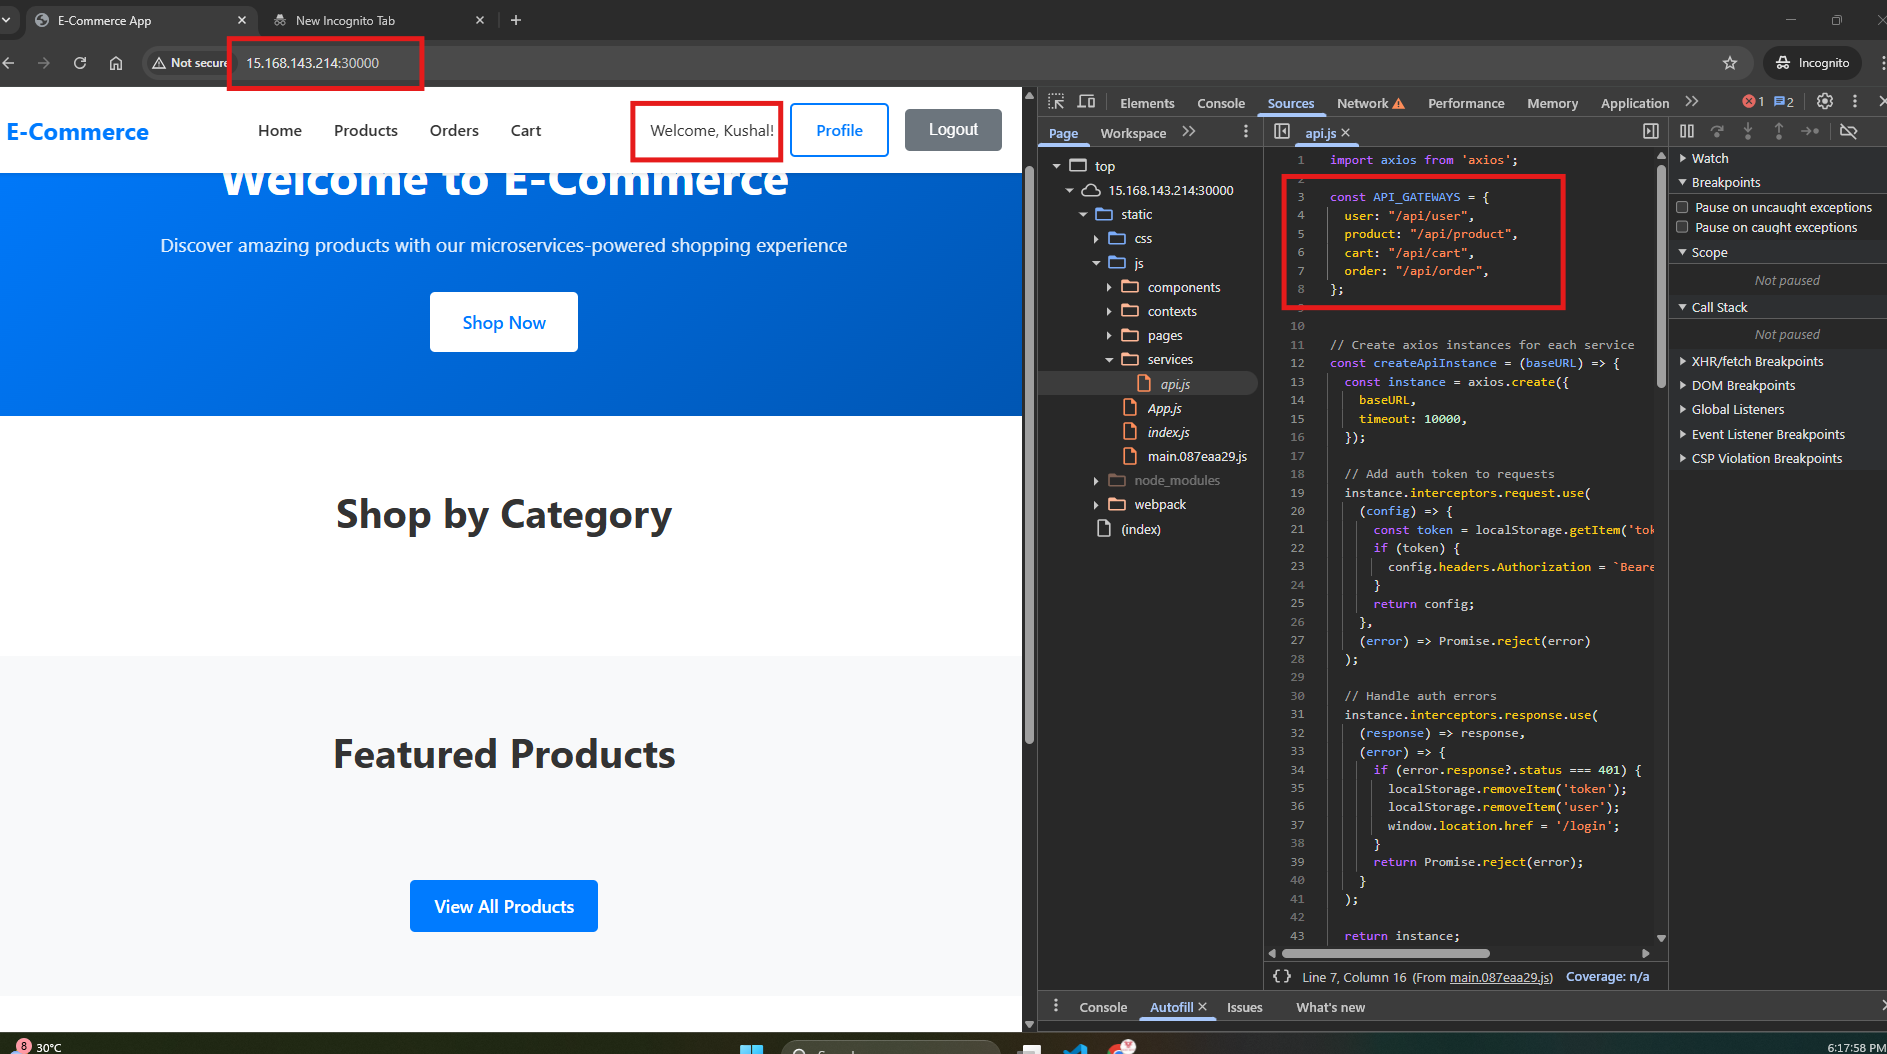 E-Commerce App
New Incognito Tab
Not secure
15.168.143.214:30000
Incognito
E-Commerce
Home
Products
Orders
Cart
Welcome, Kushal!
Profile
Logout
Welcome to E-Commerce
Discover amazing products with our microservices-powered shopping experience
Shop Now
Shop by Category
Featured Products
View All Products
Elements
Console
Sources
Network
Performance
Memory
Application
1
2
Page
Workspace
top
15.168.143.214:30000
static
css
js
components
contexts
pages
services
api.js
App.js
index.js
main.087eaa29.js
node_modules
webpack
(index)
api.js
1 import axios from 'axios';
2
3 const API_GATEWAYS = {
4 user: "/api/user",
5 product: "/api/product",
6 cart: "/api/cart",
7 order: "/api/order",
8 };
9
10
11 // Create axios instances for each service
12 const createApiInstance = (baseURL) => {
13 const instance = axios.create({
14 baseURL,
15 timeout: 10000,
16 });
17
18 // Add auth token to requests
19 instance.interceptors.request.use(
20 (config) => {
21 const token = localStorage.getItem('tok
22 if (token) {
23 config.headers.Authorization = `Beare
24 }
25 return config;
26 },
27 (error) => Promise.reject(error)
28 );
29
30 // Handle auth errors
31 instance.interceptors.response.use(
32 (response) => response,
33 (error) => {
34 if (error.response?.status === 401) {
35 localStorage.removeItem('token');
36 localStorage.removeItem('user');
37 window.location.href = '/login';
38 }
39 return Promise.reject(error);
40 }
41 );
42
43 return instance;
{ } Line 7, Column 16 (From main.087eaa29.js) Coverage: n/a
Watch
Breakpoints
Pause on uncaught exceptions
Pause on caught exceptions
Scope
Not paused
Call Stack
Not paused
XHR/fetch Breakpoints
DOM Breakpoints
Global Listeners
Event Listener Breakpoints
CSP Violation Breakpoints
Console
Autofill
Issues
What's new
8
30°C
6:17:58 PM